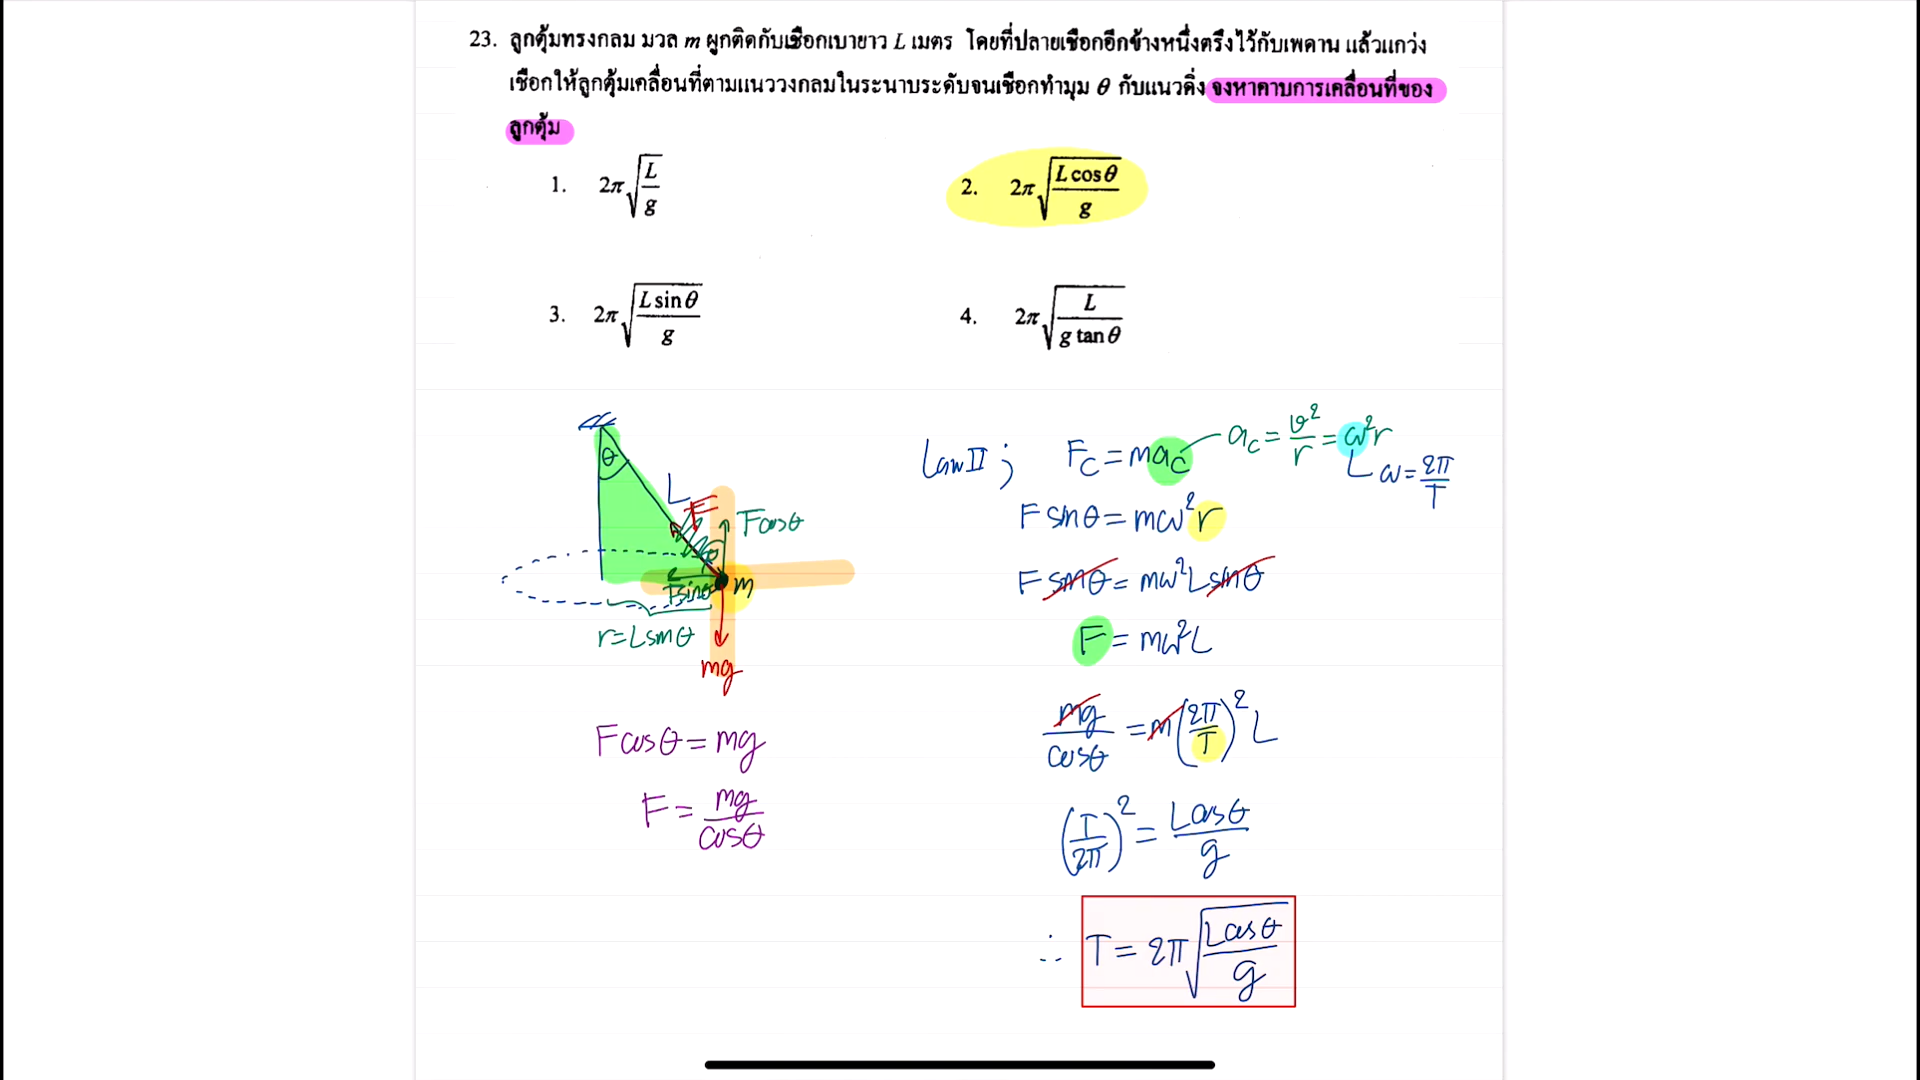 23. ลูกตุ้มทรงกลม มวล m ผูกติดกับเชือกเบายาว L เมตร โดยที่ปลายเชือกอีกข้างหนึ่งตรึงไว้กับเพดาน แล้วแกว่ง
เชือกให้ลูกตุ้มเคลื่อนที่ตามแนววงกลมในระนาบระดับจนเชือกทำมุม θ กับแนวดิ่ง จงหาคาบการเคลื่อนที่ของ
ลูกตุ้ม
1. 2π√(L/g)
2. 2π√(L cosθ/g)
3. 2π√(L sinθ/g)
4. 2π√(L/(g tanθ))
θ
L
F
Fcosθ
θ
Fsinθ
m
r=Lsinθ
mg
Fcosθ=mg
F=mg/cosθ
Law II ; F_C=ma_C
a_C=v²/r=ω²r
ω=2π/T
F sinθ=mω²r
F sinθ=mω²L sinθ
F=mω²L
mg/cosθ=m(2π/T)²L
(T/2π)²=Lcosθ/g
∴ T=2π√(Lcosθ/g)